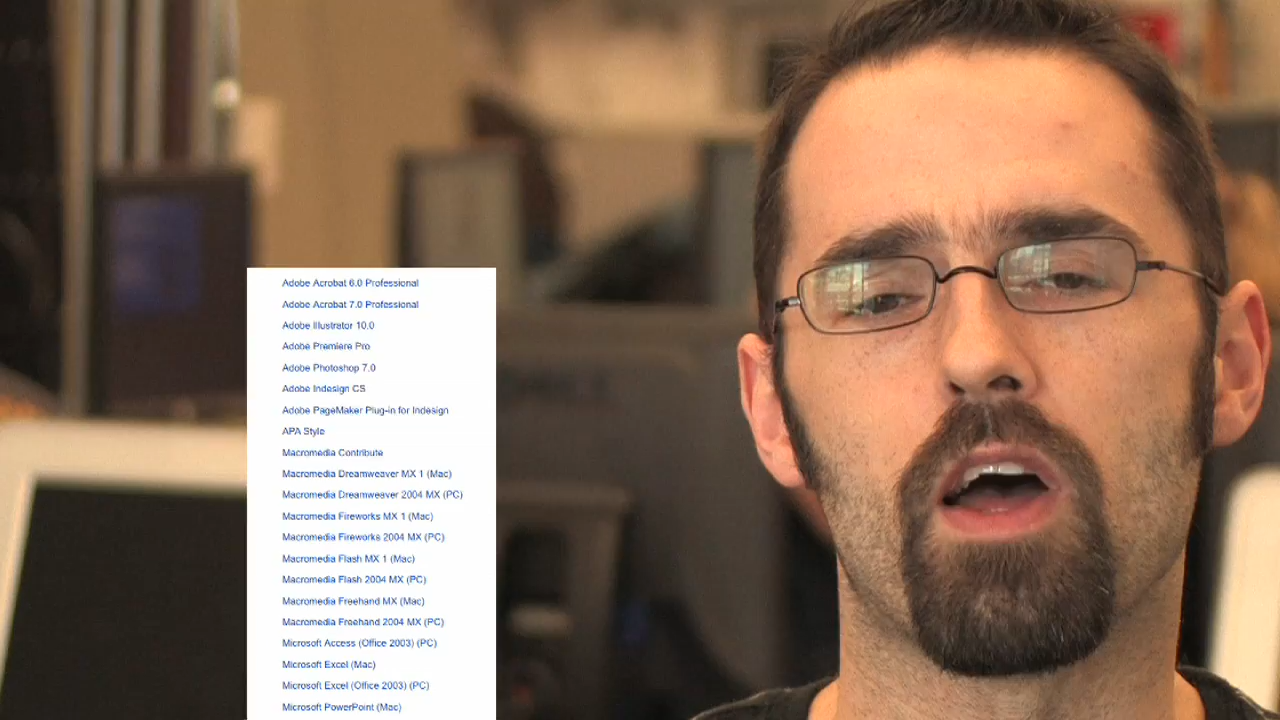 Adobe Acrobat 6.0 Professional
Adobe Acrobat 7.0 Professional
Adobe Illustrator 10.0
Adobe Premiere Pro
Adobe Photoshop 7.0
Adobe Indesign CS
Adobe PageMaker Plug-in for Indesign
APA Style
Macromedia Contribute
Macromedia Dreamweaver MX 1 (Mac)
Macromedia Dreamweaver 2004 MX (PC)
Macromedia Fireworks MX 1 (Mac)
Macromedia Fireworks 2004 MX (PC)
Macromedia Flash MX 1 (Mac)
Macromedia Flash 2004 MX (PC)
Macromedia Freehand MX (Mac)
Macromedia Freehand 2004 MX (PC)
Microsoft Access (Office 2003) (PC)
Microsoft Excel (Mac)
Microsoft Excel (Office 2003) (PC)
Microsoft PowerPoint (Mac)